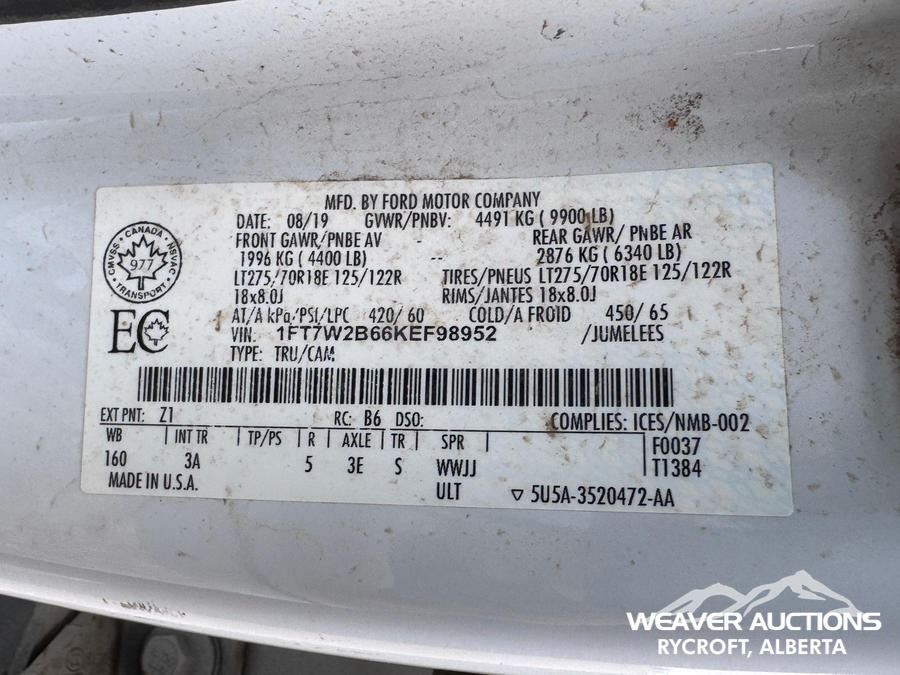 MFD. BY FORD MOTOR COMPANY
DATE: 08/19 GVWR/PNBV: 4491 KG ( 9900 LB)
FRONT GAWR/PNBE AV REAR GAWR/ PNBE AR
1996 KG ( 4400 LB) -- 2876 KG ( 6340 LB)
LT275/70R18E 125/122R TIRES/PNEUS LT275/70R18E 125/122R
18x8.0J RIMS/JANTES 18x8.0J
AT/A kPa/PSI/LPC 420/ 60 COLD/A FROID 450/ 65
VIN: 1FT7W2B66KEF98952 /JUMELEES
TYPE: TRU/CAM
CANADA
CMVSS NSVAC
977
TRANSPORT
EC
EXT PNT: Z1 RC: B6 DSO: COMPLIES: ICES/NMB-002
WB INT TR TP/PS R AXLE TR SPR F0037
160 3A 5 3E S WWJJ T1384
MADE IN U.S.A. ULT ▽ 5U5A-3520472-AA
WEAVER AUCTIONS
RYCROFT, ALBERTA